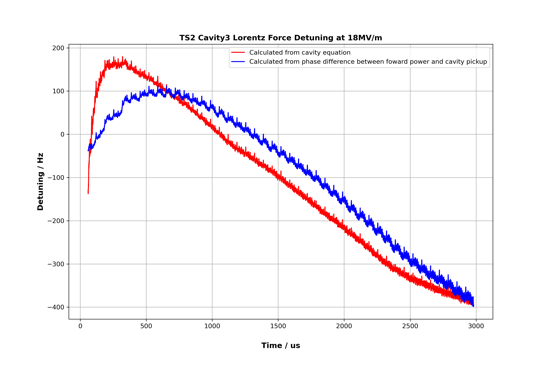 TS2 Cavity3 Lorentz Force Detuning at 18MV/m
Calculated from cavity equation
Calculated from phase difference between foward power and cavity pickup
Detuning / Hz
200
100
0
−100
−200
−300
−400
0 500 1000 1500 2000 2500 3000
Time / us